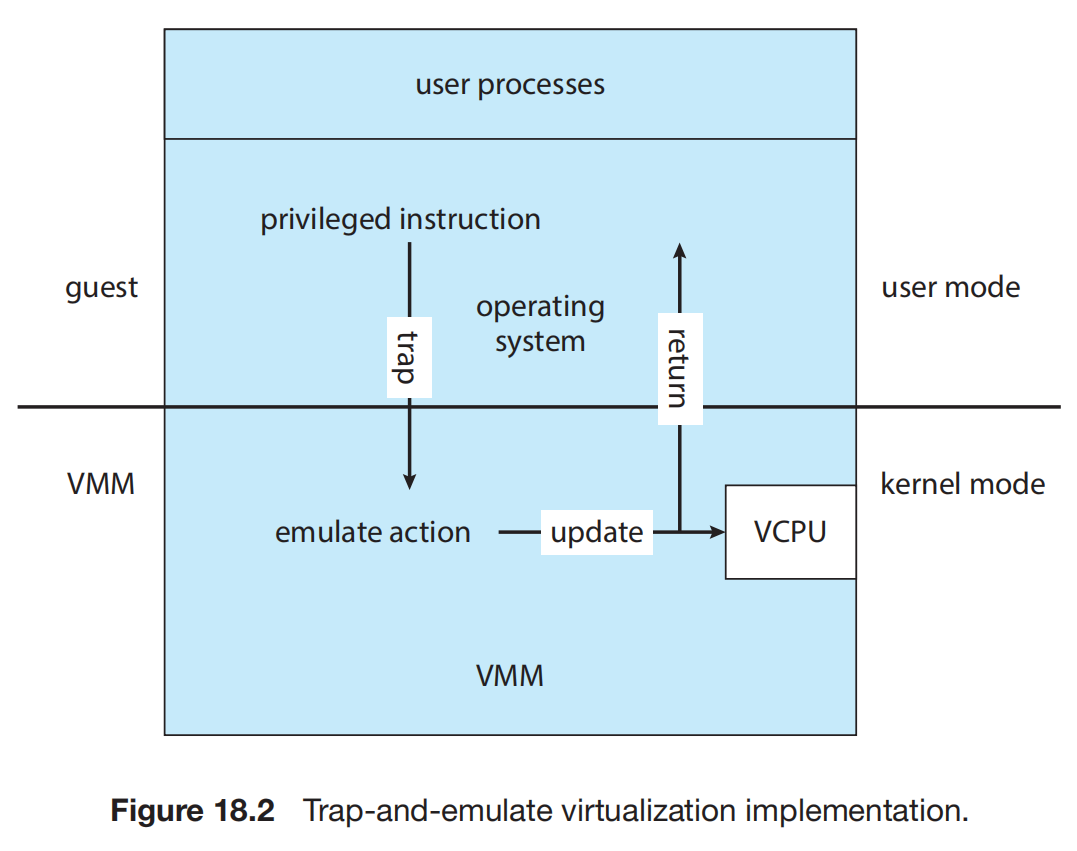 user processes
privileged instruction
guest
operating
system
user mode
trap
return
VMM
kernel mode
emulate action
update
VCPU
VMM
Figure 18.2 Trap-and-emulate virtualization implementation.